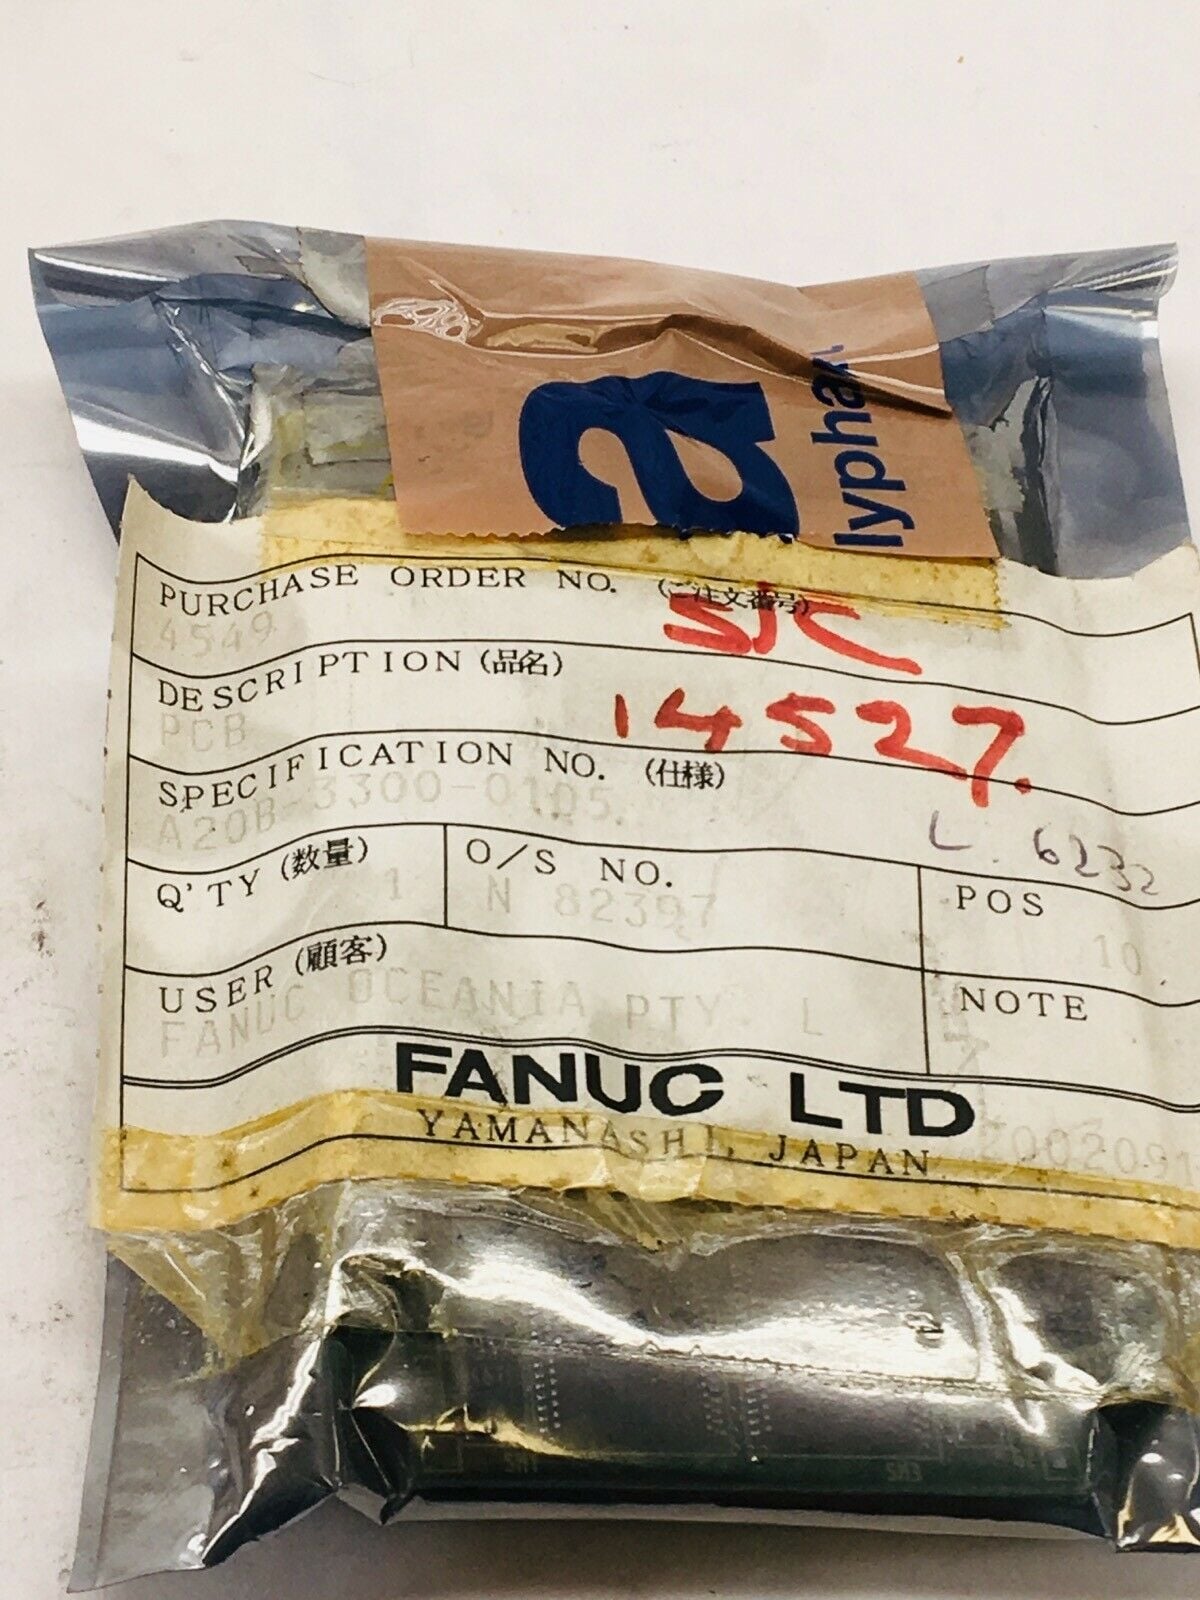 a
lyphan
PURCHASE ORDER NO. (ご注文番号)
4549
S/C
DESCRIPTION (品名)
PCB
14527.
SPECIFICATION NO. (仕様)
A20B-3300-0105.
L. 6232
Q'TY (数量)
1
O/S NO.
N 82397
POS
10
USER (顧客)
FANUC OCEANIA PTY. L
NOTE
FANUC LTD
YAMANASHI, JAPAN
2002091